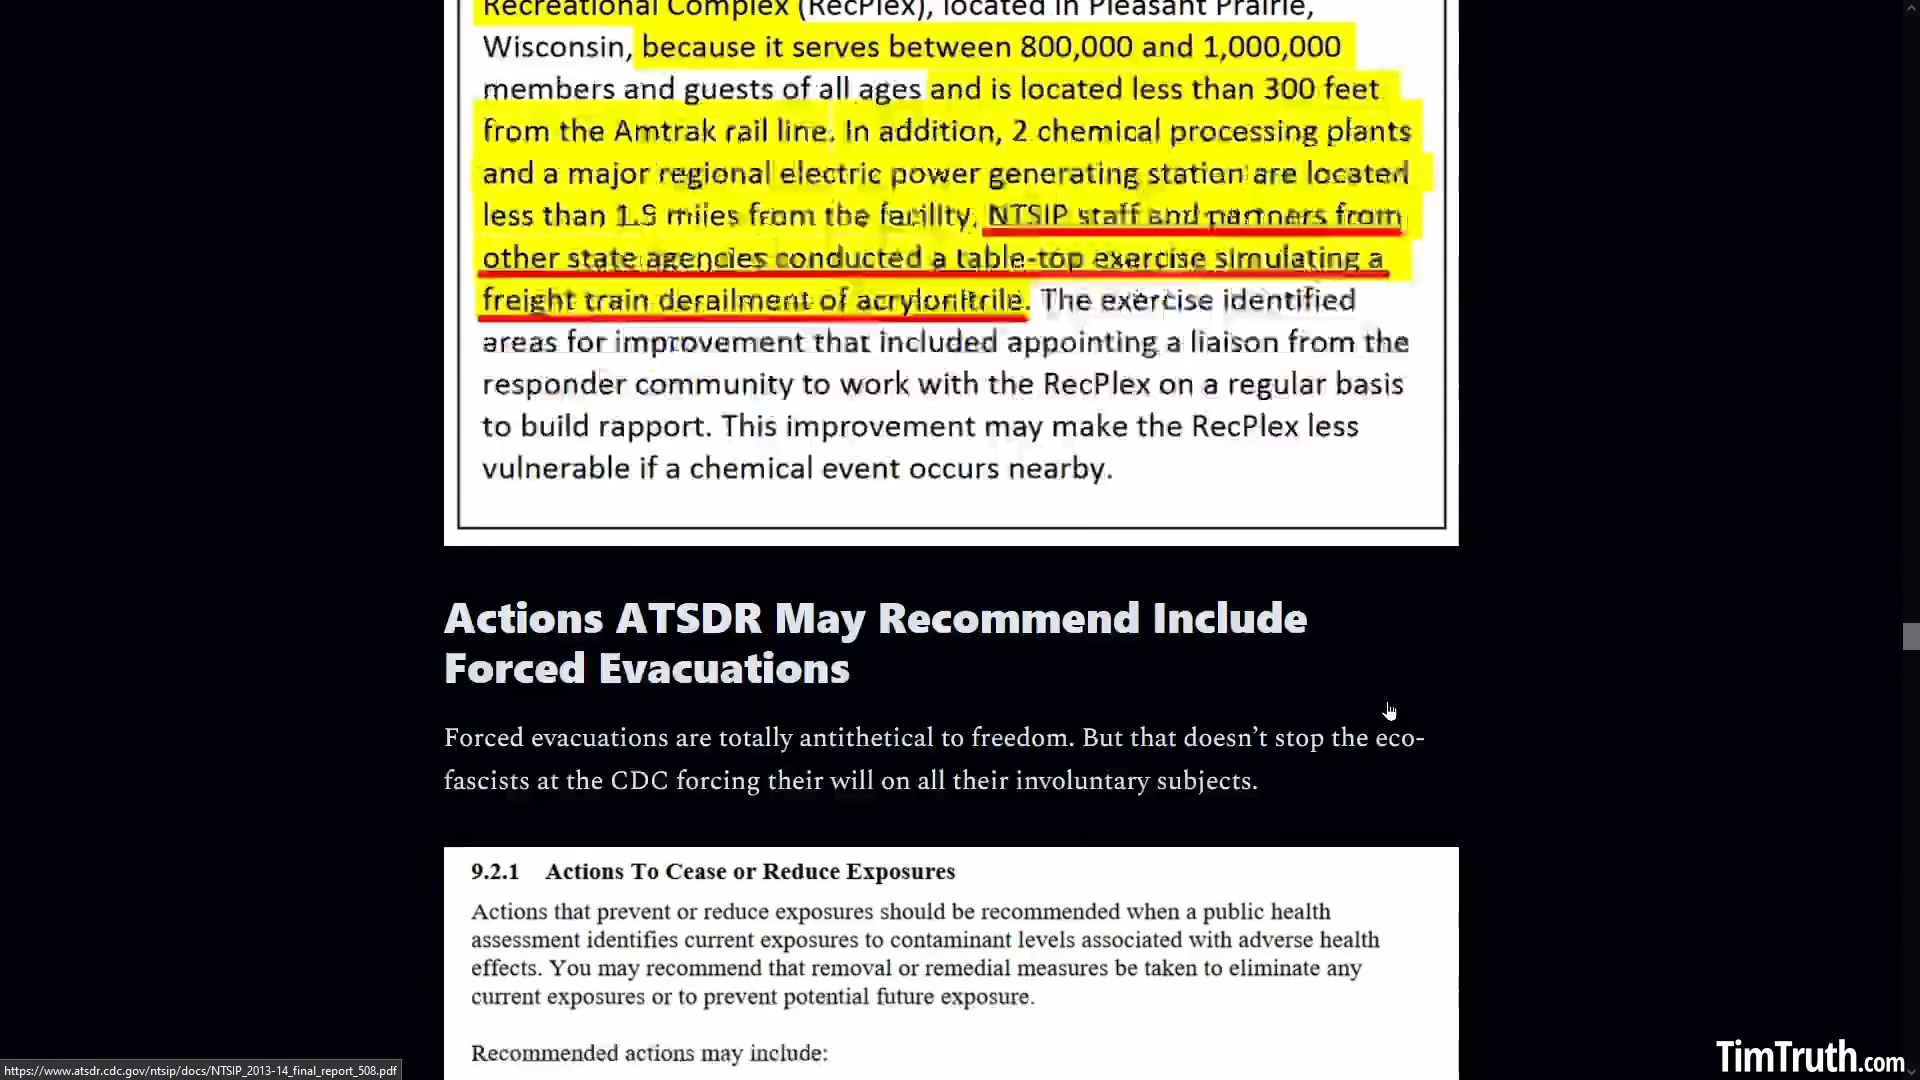 Recreational Complex (RecPlex), located in Pleasant Prairie,
Wisconsin, because it serves between 800,000 and 1,000,000
members and guests of all ages and is located less than 300 feet
from the Amtrak rail line. In addition, 2 chemical processing plants
and a major regional electric power generating station are located
less than 1.9 miles from the facility. NTSIP staff and partners from
other state agencies conducted a table-top exercise simulating a
freight train derailment of acrylonitrile. The exercise identified
areas for improvement that included appointing a liaison from the
responder community to work with the RecPlex on a regular basis
to build rapport. This improvement may make the RecPlex less
vulnerable if a chemical event occurs nearby.
Actions ATSDR May Recommend Include
Forced Evacuations
Forced evacuations are totally antithetical to freedom. But that doesn’t stop the eco-
fascists at the CDC forcing their will on all their involuntary subjects.
9.2.1 Actions To Cease or Reduce Exposures
Actions that prevent or reduce exposures should be recommended when a public health
assessment identifies current exposures to contaminant levels associated with adverse health
effects. You may recommend that removal or remedial measures be taken to eliminate any
current exposures or to prevent potential future exposure.
Recommended actions may include:
TimTruth.com
https://www.atsdr.cdc.gov/ntsip/docs/NTSIP_2013-14_final_report_508.pdf